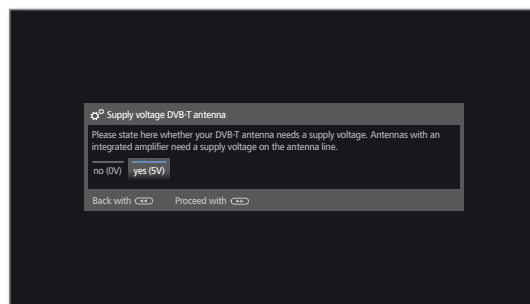 Supply voltage DVB-T antenna
Please state here whether your DVB-T antenna needs a supply voltage. Antennas with an
integrated amplifier need a supply voltage on the antenna line.
no (0V) yes (5V)
Back with Proceed with